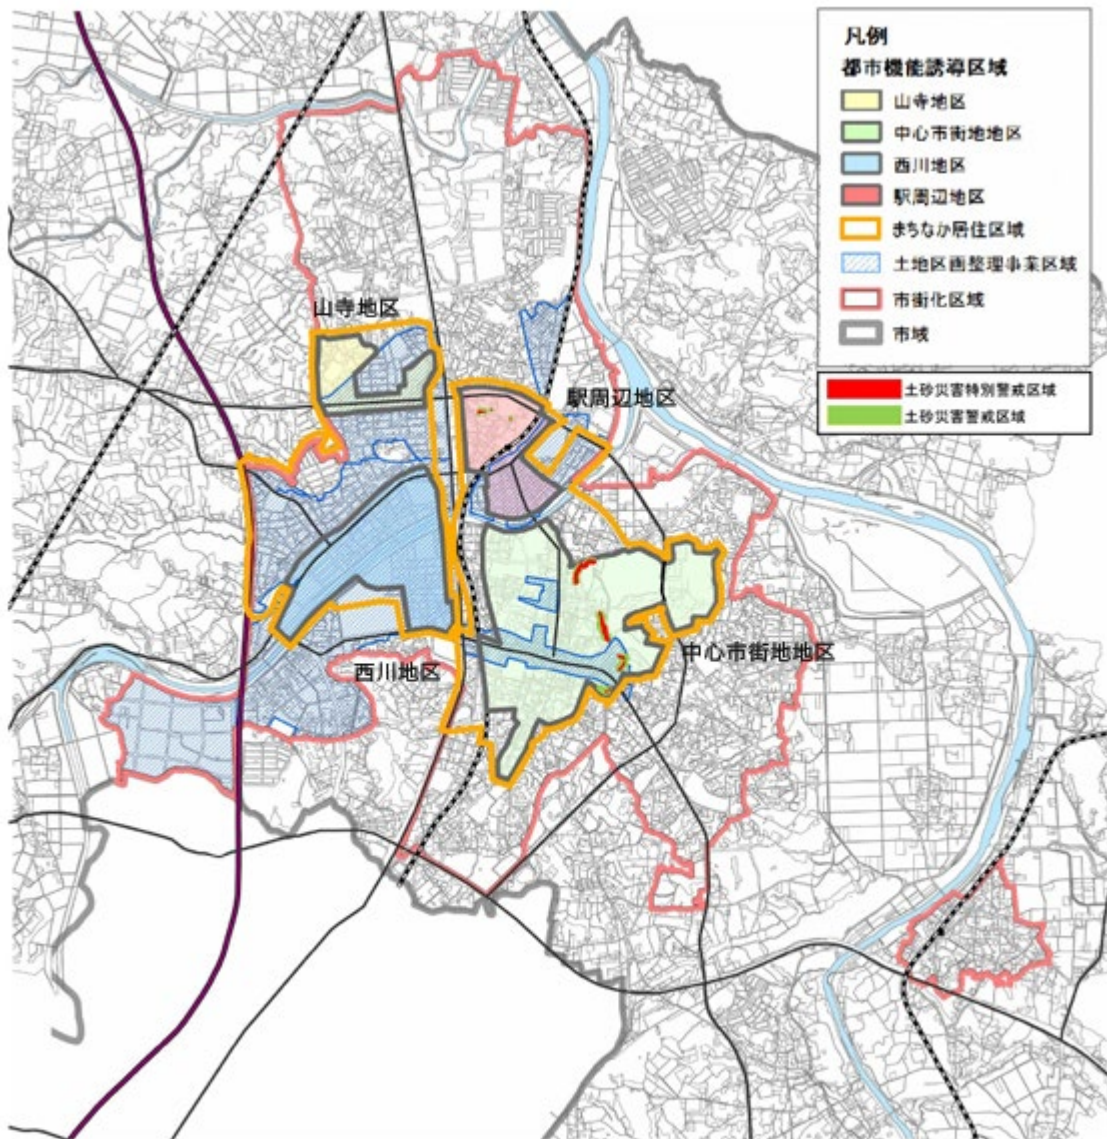 凡例
都市機能誘導区域
山寺地区
中心市街地地区
西川地区
駅周辺地区
まちなか居住区域
土地区画整理事業区域
市街化区域
市域
土砂災害特別警戒区域
土砂災害警戒区域
山寺地区
駅周辺地区
中心市街地地区
西川地区